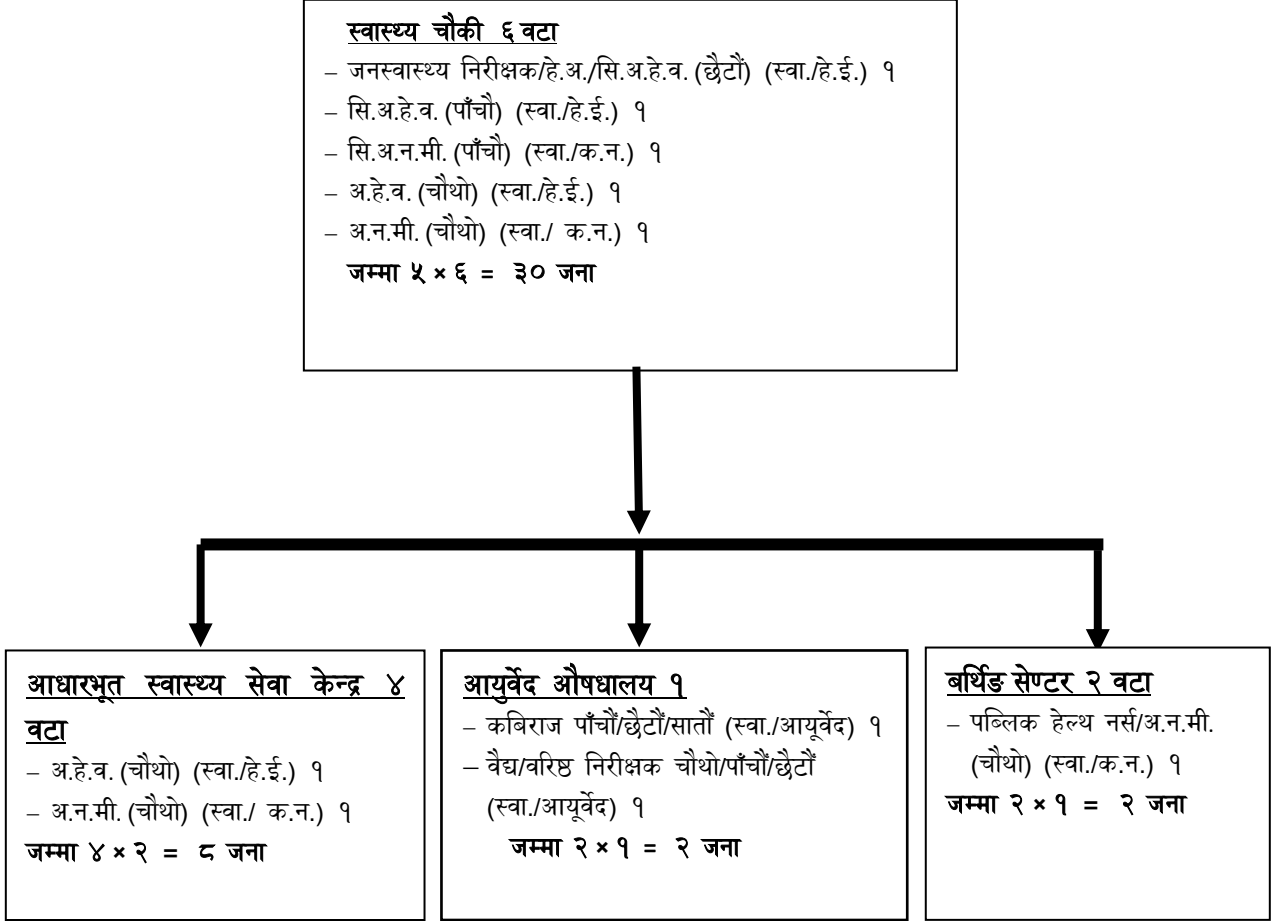 स्वास्थ्य चौकी ६ वटा
– जनस्वास्थ्य निरीक्षक/हे.अ./सि.अ.हे.व. (छैटौं) (स्वा./हे.ई.) १
– सि.अ.हे.व. (पाँचौ) (स्वा./हे.ई.) १
– सि.अ.न.मी. (पाँचौ) (स्वा./क.न.) १
– अ.हे.व. (चौथो) (स्वा./हे.ई.) १
– अ.न.मी. (चौथो) (स्वा./ क.न.) १
जम्मा ५ × ६ = ३० जना
आधारभूत स्वास्थ्य सेवा केन्द्र ४
वटा
– अ.हे.व. (चौथो) (स्वा./हे.ई.) १
– अ.न.मी. (चौथो) (स्वा./ क.न.) १
जम्मा ४ × २ = ८ जना
आयुर्वेद औषधालय १
– कबिराज पाँचौं/छैटौं/सातौं (स्वा./आयूर्वेद) १
– वैद्य/वरिष्ठ निरीक्षक चौथो/पाँचौं/छैटौं
(स्वा./आयूर्वेद) १
जम्मा २ × १ = २ जना
बर्थिङ सेण्टर २ वटा
– पब्लिक हेल्थ नर्स/अ.न.मी.
(चौथो) (स्वा./क.न.) १
जम्मा २ × १ = २ जना